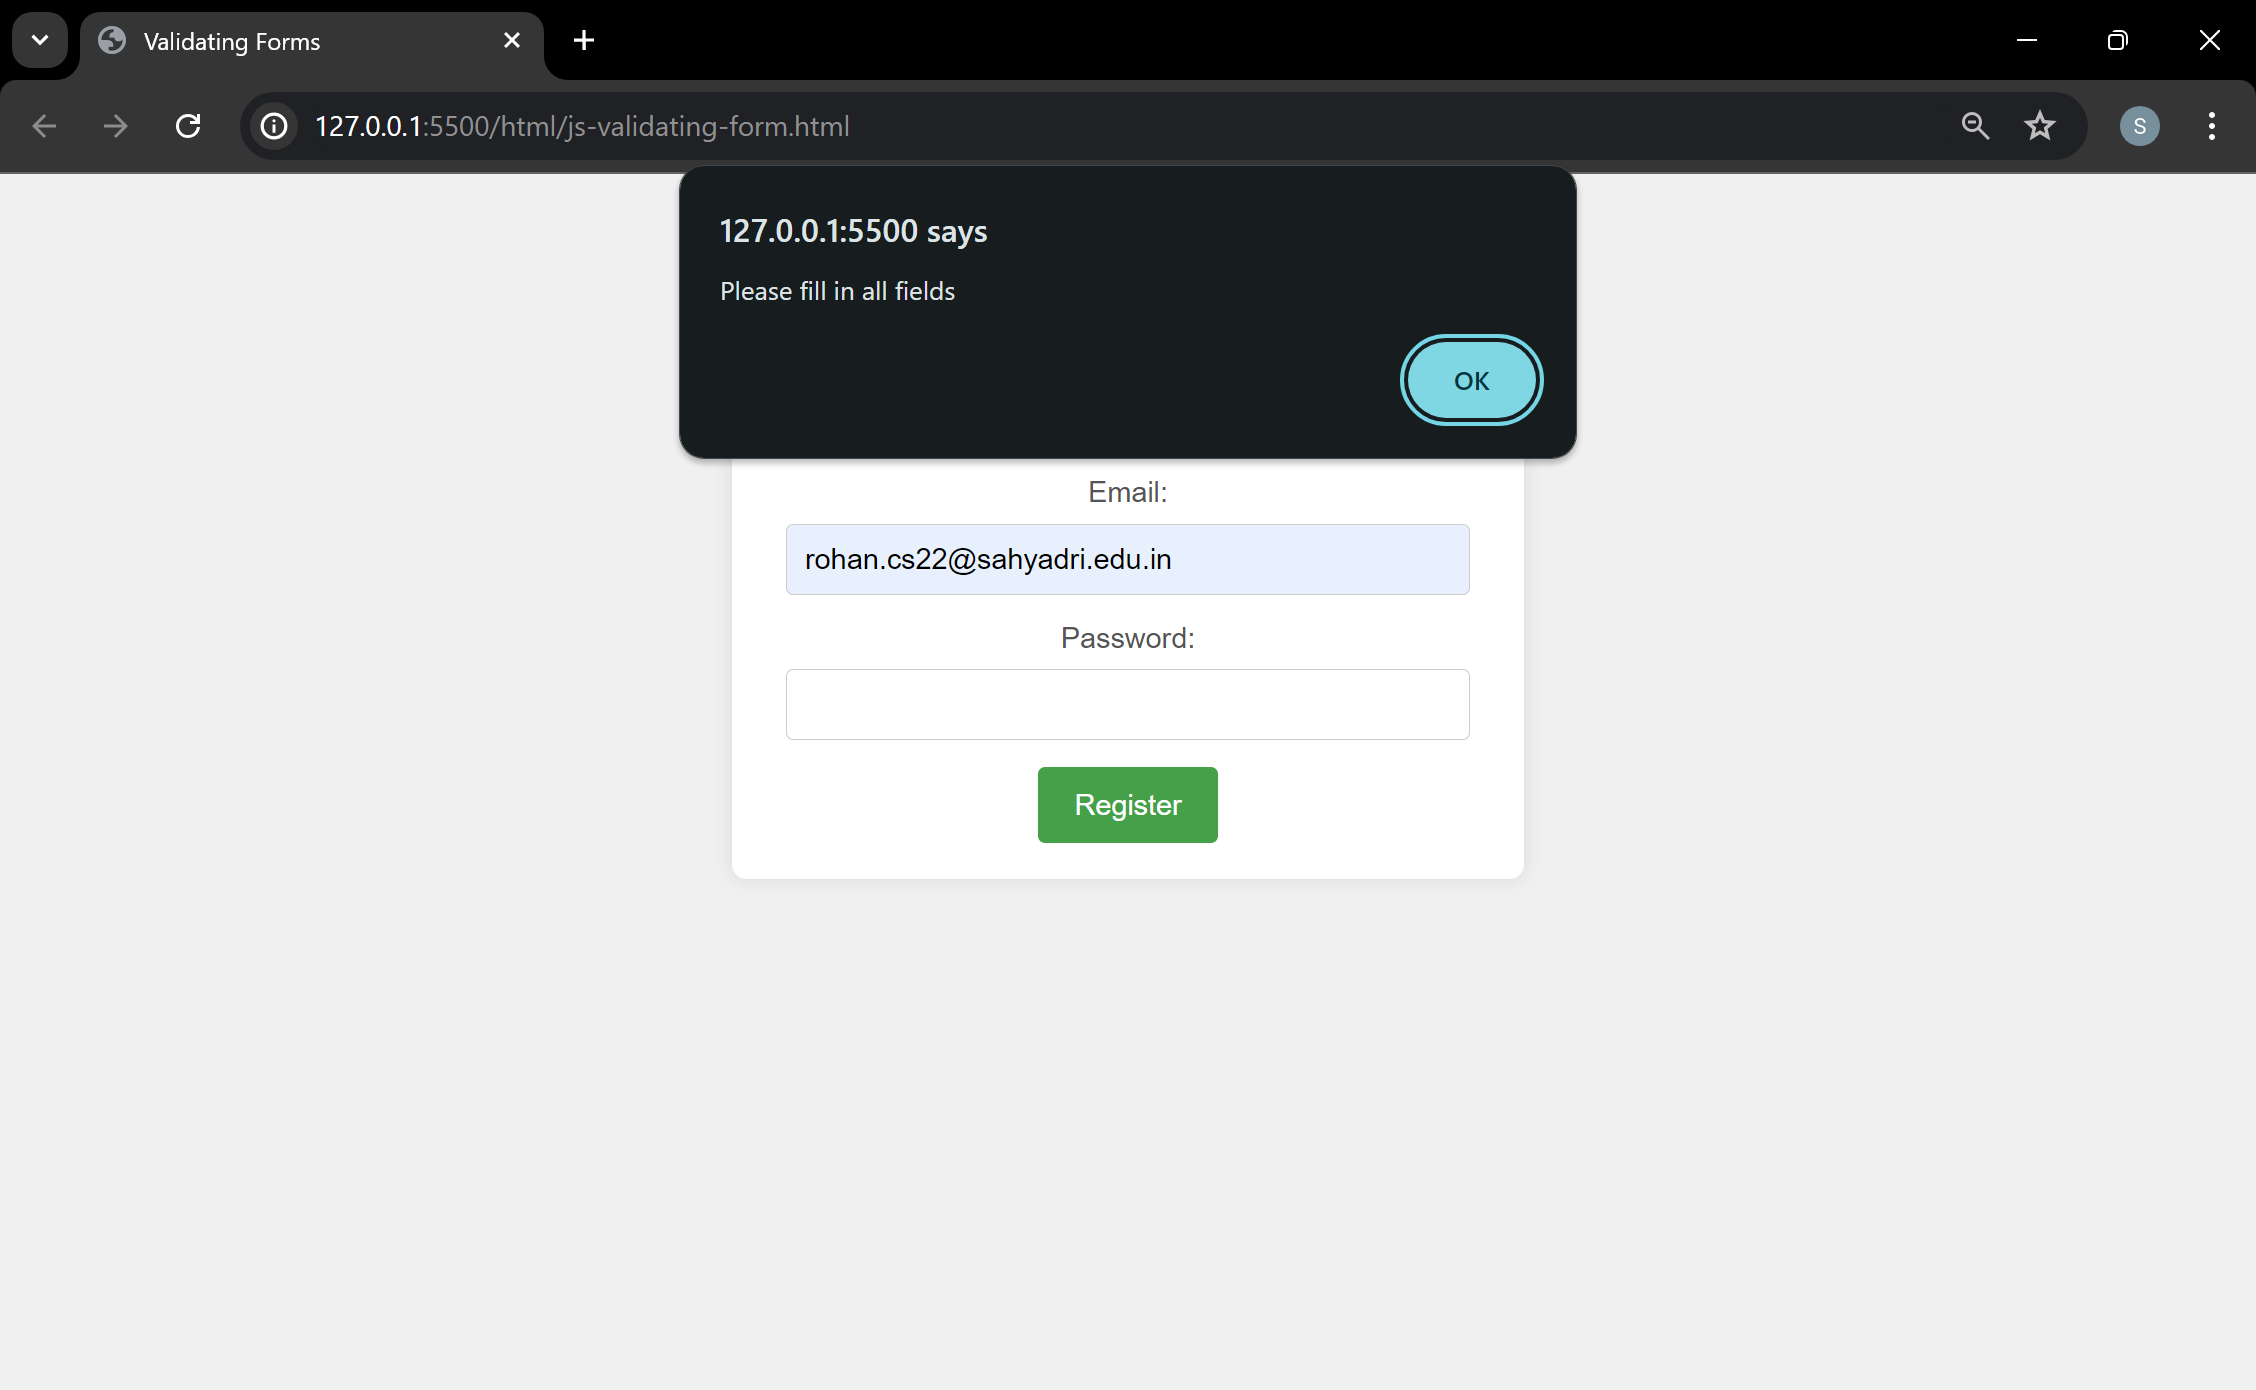 Validating Forms
127.0.0.1:5500/html/js-validating-form.html
S
127.0.0.1:5500 says
Please fill in all fields
OK
Email:
rohan.cs22@sahyadri.edu.in
Password:
Register